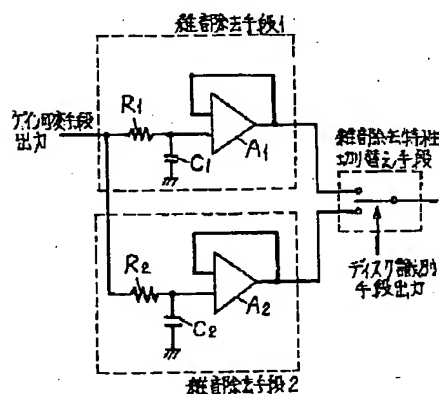 雑音除去手段1
ゲイン可変手段
出力
R1
C1
A1
雑音除去特性
切り替え手段
R2
C2
A2
ディスク識別
手段出力
雑音除去手段2